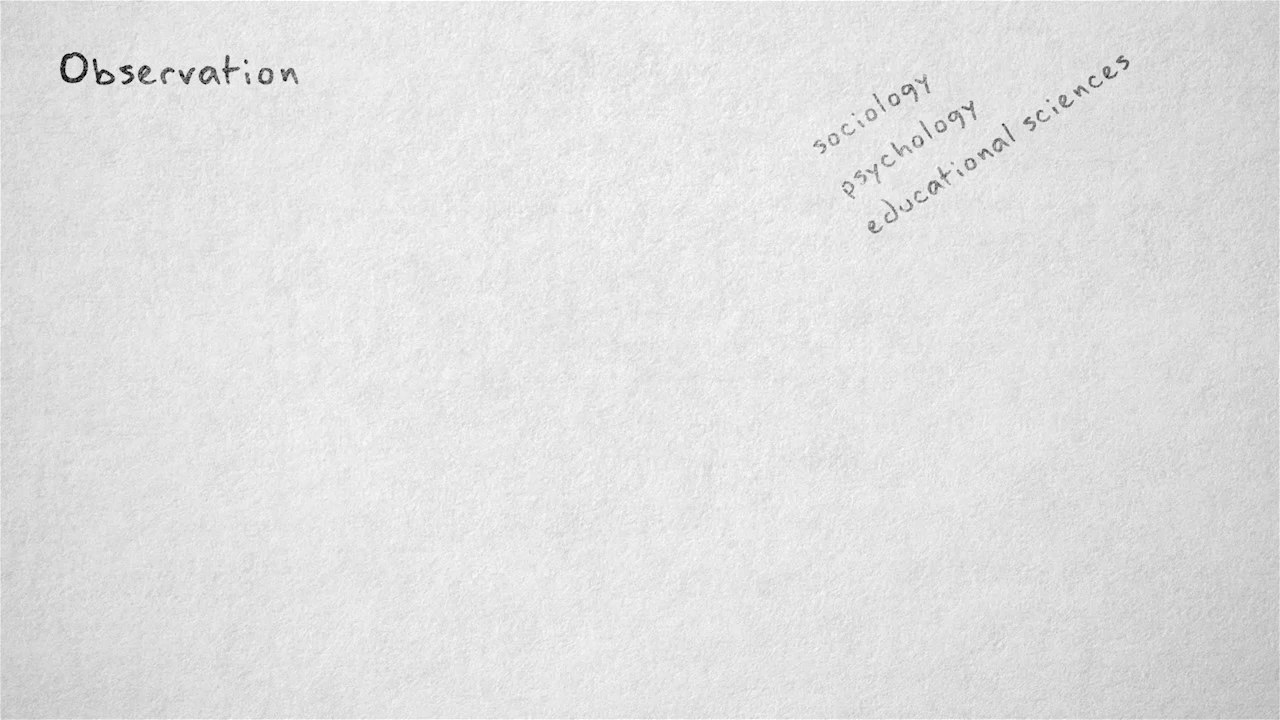 Observation
sociology
psychology
educational sciences